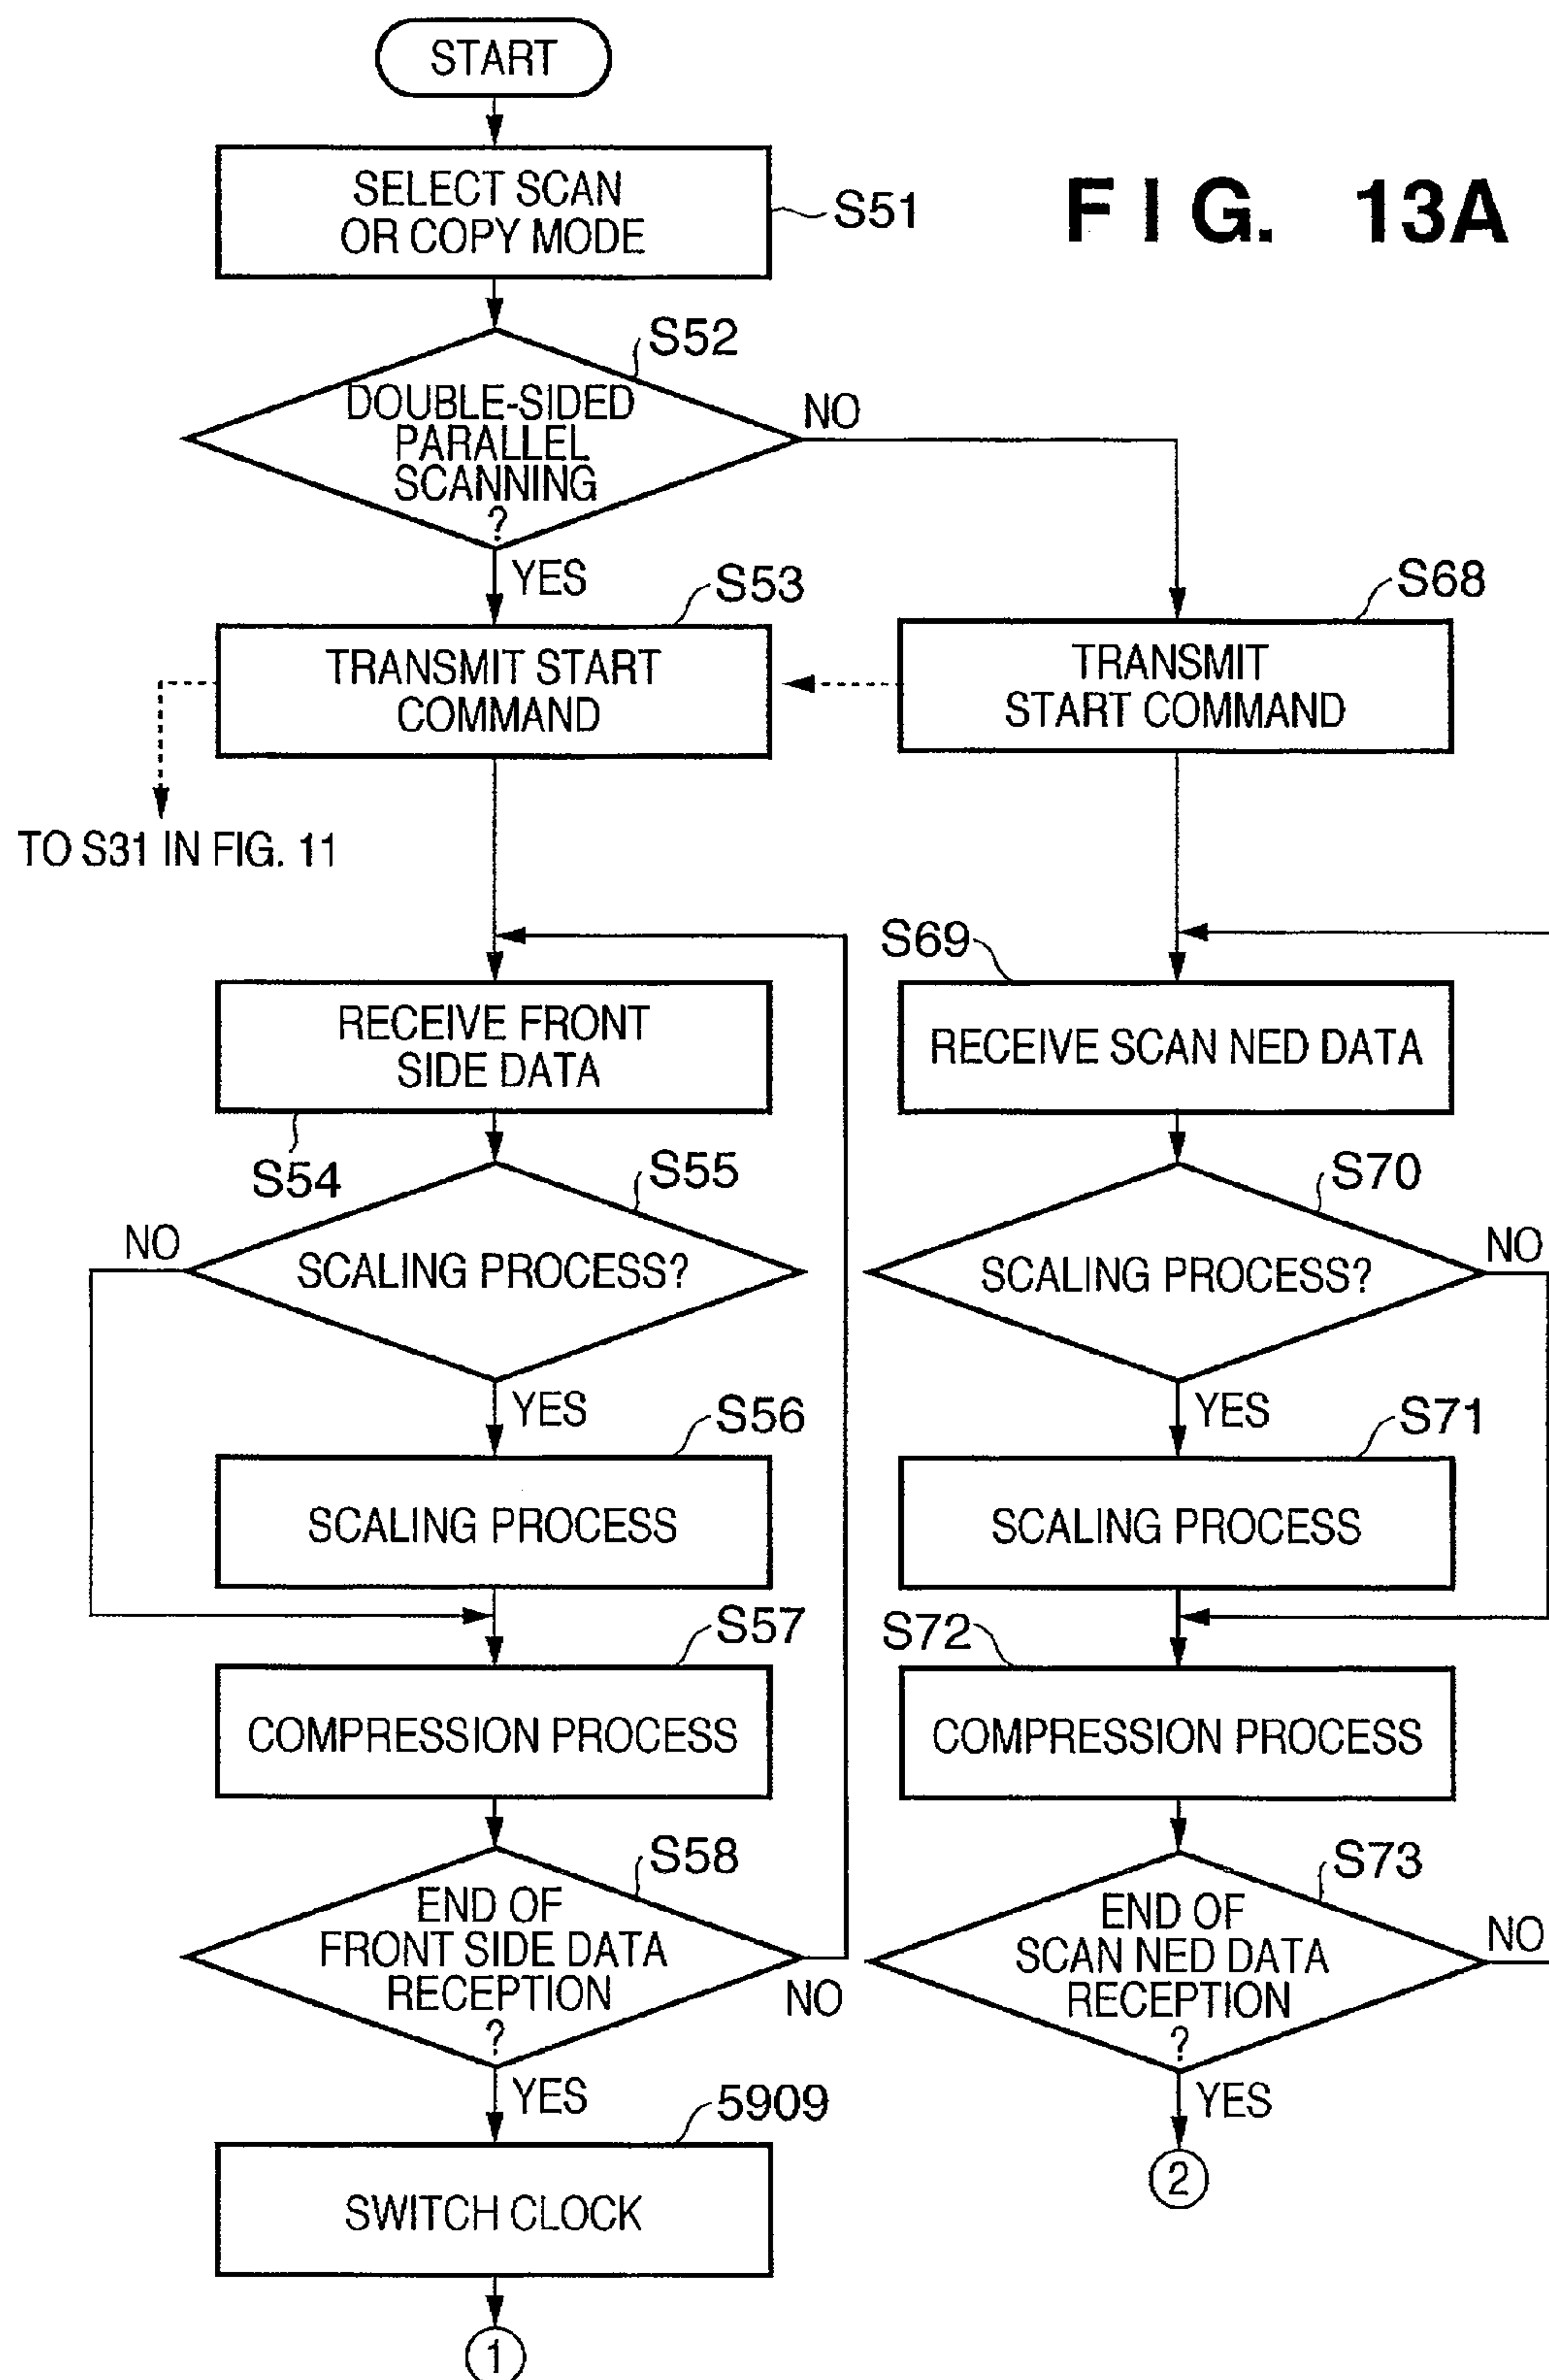 START
SELECT SCAN
OR COPY MODE
S51
FIG. 13A
S52
DOUBLE-SIDED
PARALLEL
SCANNING
?
NO
YES
S53
TRANSMIT START
COMMAND
S68
TRANSMIT
START COMMAND
TO S31 IN FIG. 11
RECEIVE FRONT
SIDE DATA
S54
S69
RECEIVE SCAN NED DATA
S55
SCALING PROCESS?
NO
YES
S70
SCALING PROCESS?
NO
YES
S56
SCALING PROCESS
S71
SCALING PROCESS
S57
COMPRESSION PROCESS
S72
COMPRESSION PROCESS
S58
END OF
FRONT SIDE DATA
RECEPTION
?
NO
YES
S73
END OF
SCAN NED DATA
RECEPTION
?
NO
YES
5909
SWITCH CLOCK
2
1